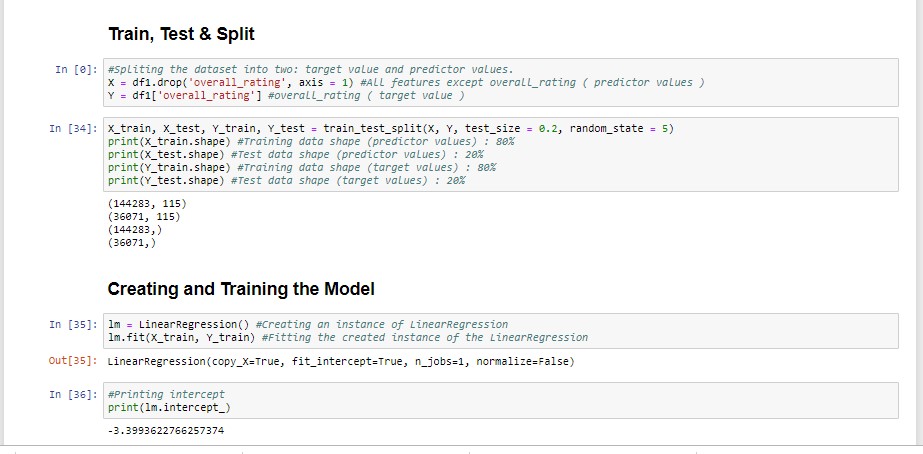 Train, Test & Split
In [0]: #Spliting the dataset into two: target value and predictor values.
X = df1.drop('overall_rating', axis = 1) #All features except overall_rating ( predictor values )
Y = df1['overall_rating'] #overall_rating ( target value )
In [34]: X_train, X_test, Y_train, Y_test = train_test_split(X, Y, test_size = 0.2, random_state = 5)
print(X_train.shape) #Training data shape (predictor values) : 80%
print(X_test.shape) #Test data shape (predictor values) : 20%
print(Y_train.shape) #Training data shape (target values) : 80%
print(Y_test.shape) #Test data shape (target values) : 20%
(144283, 115)
(36071, 115)
(144283,)
(36071,)
Creating and Training the Model
In [35]: lm = LinearRegression() #Creating an instance of LinearRegression
lm.fit(X_train, Y_train) #Fitting the created instance of the LinearRegression
Out[35]: LinearRegression(copy_X=True, fit_intercept=True, n_jobs=1, normalize=False)
In [36]: #Printing intercept
print(lm.intercept_)
-3.3993622766257374